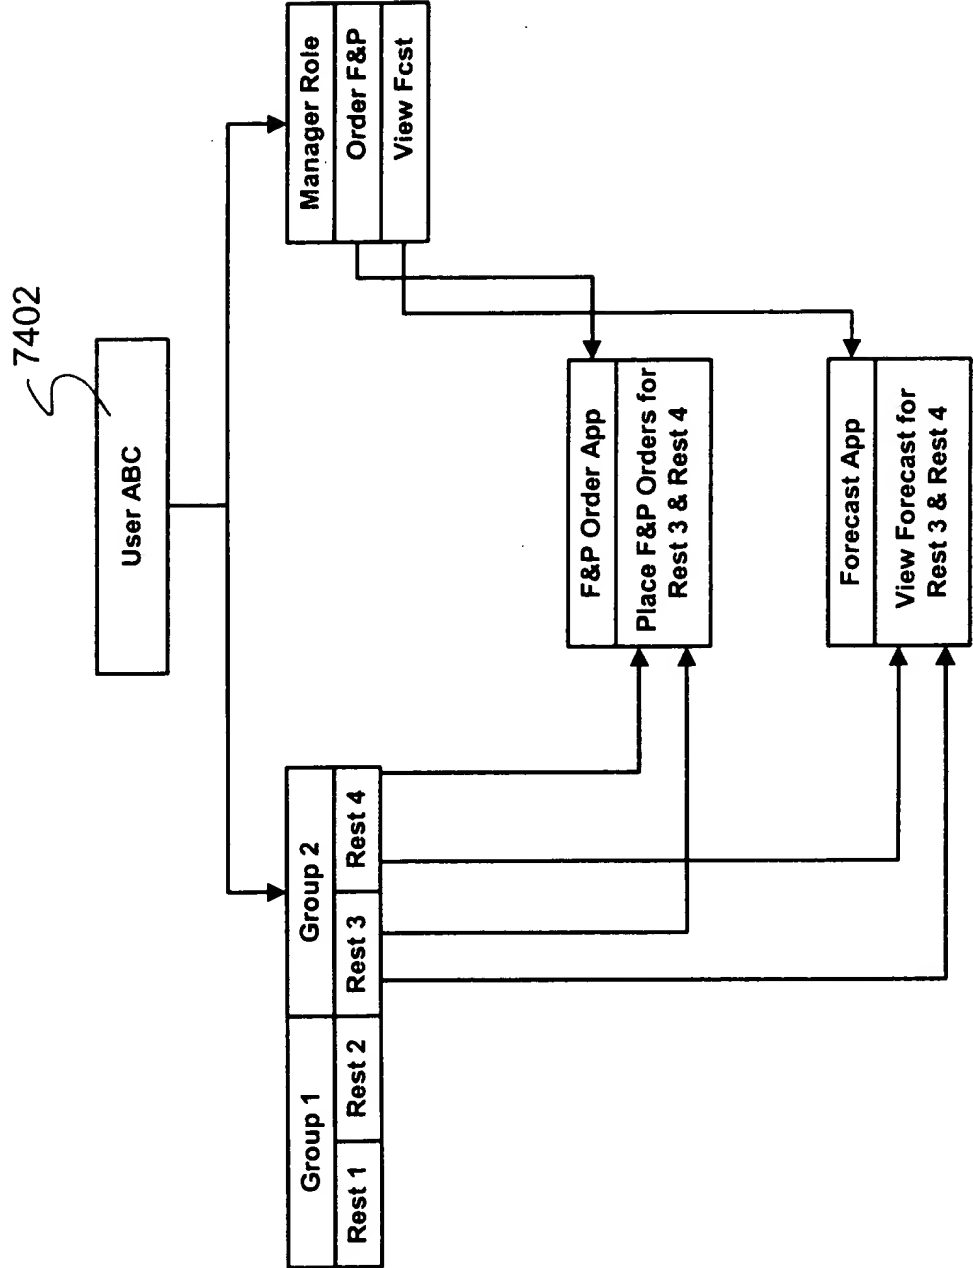 7402
User ABC
Manager Role
Order F&P
View Fcst
Group 1
Group 2
Rest 1
Rest 2
Rest 3
Rest 4
F&P Order App
Place F&P Orders for
Rest 3 & Rest 4
Forecast App
View Forecast for
Rest 3 & Rest 4